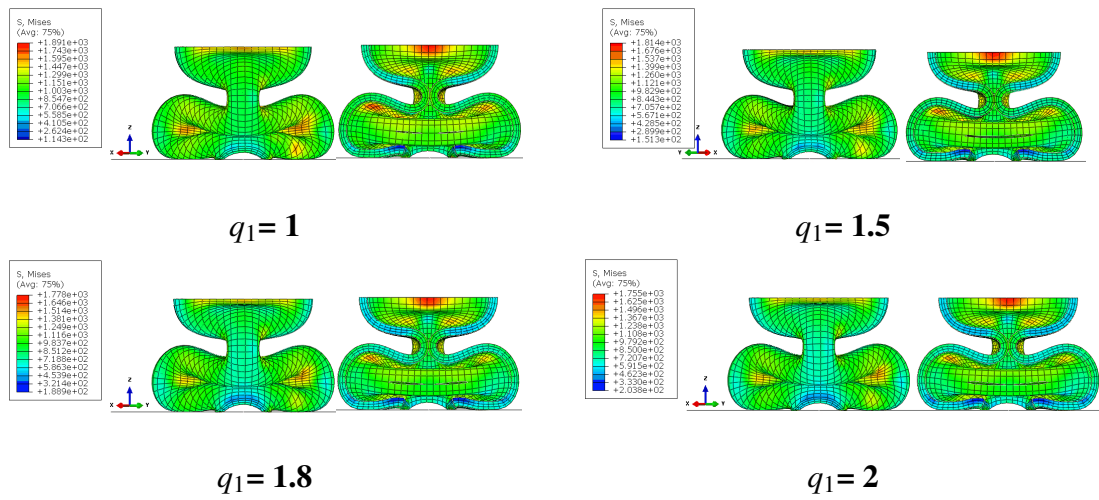 S, Mises
(Avg: 75%)
+1.891e+03
+1.743e+03
+1.595e+03
+1.447e+03
+1.299e+03
+1.151e+03
+1.003e+03
+8.547e+02
+7.066e+02
+5.585e+02
+4.105e+02
+2.624e+02
+1.143e+02
Z
X Y
q1= 1
S, Mises
(Avg: 75%)
+1.814e+03
+1.676e+03
+1.537e+03
+1.399e+03
+1.260e+03
+1.121e+03
+9.829e+02
+8.443e+02
+7.057e+02
+5.671e+02
+4.285e+02
+2.899e+02
+1.513e+02
Z
Y X
q1= 1.5
S, Mises
(Avg: 75%)
+1.778e+03
+1.646e+03
+1.514e+03
+1.381e+03
+1.249e+03
+1.116e+03
+9.837e+02
+8.512e+02
+7.188e+02
+5.863e+02
+4.539e+02
+3.214e+02
+1.889e+02
Z
X Y
q1= 1.8
S, Mises
(Avg: 75%)
+1.755e+03
+1.625e+03
+1.496e+03
+1.367e+03
+1.238e+03
+1.108e+03
+9.792e+02
+8.500e+02
+7.207e+02
+5.915e+02
+4.623e+02
+3.330e+02
+2.038e+02
Z
X Y
q1= 2